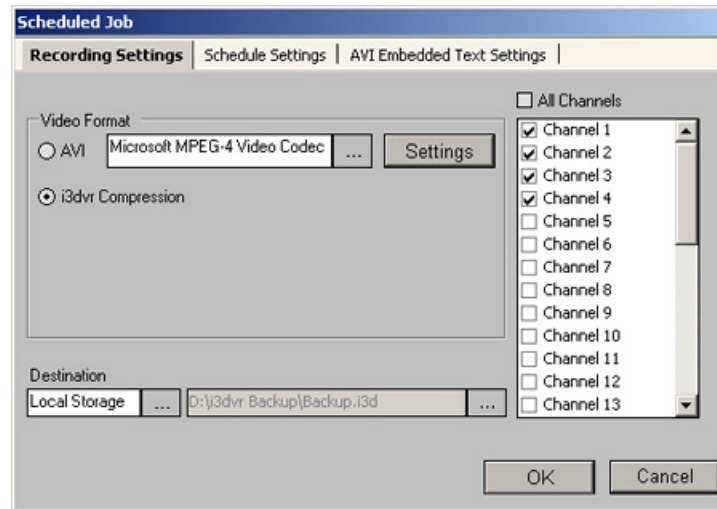 Scheduled Job
Recording Settings | Schedule Settings | AVI Embedded Text Settings |
Video Format
AVI Microsoft MPEG-4 Video Codec ... Settings
i3dvr Compression
All Channels
Channel 1
Channel 2
Channel 3
Channel 4
Channel 5
Channel 6
Channel 7
Channel 8
Channel 9
Channel 10
Channel 11
Channel 12
Channel 13
Destination
Local Storage ... D:\i3dvr Backup\Backup.i3d ...
OK Cancel